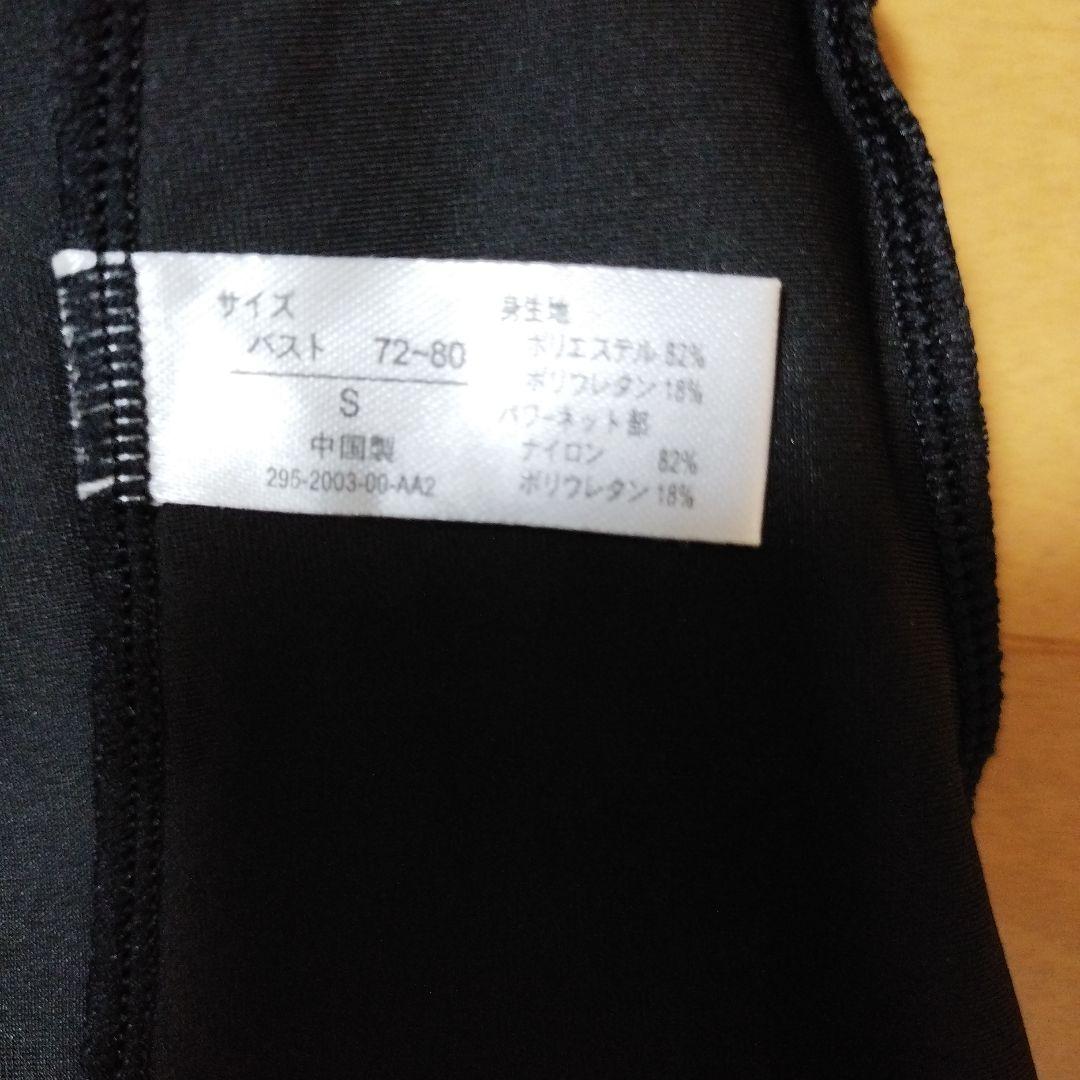 サイズ
バスト 72~80
S
中国製
295-2003-00-AA2
身生地
ポリエステル 82%
ポリウレタン 18%
パワーネット部
ナイロン 82%
ポリウレタン 18%